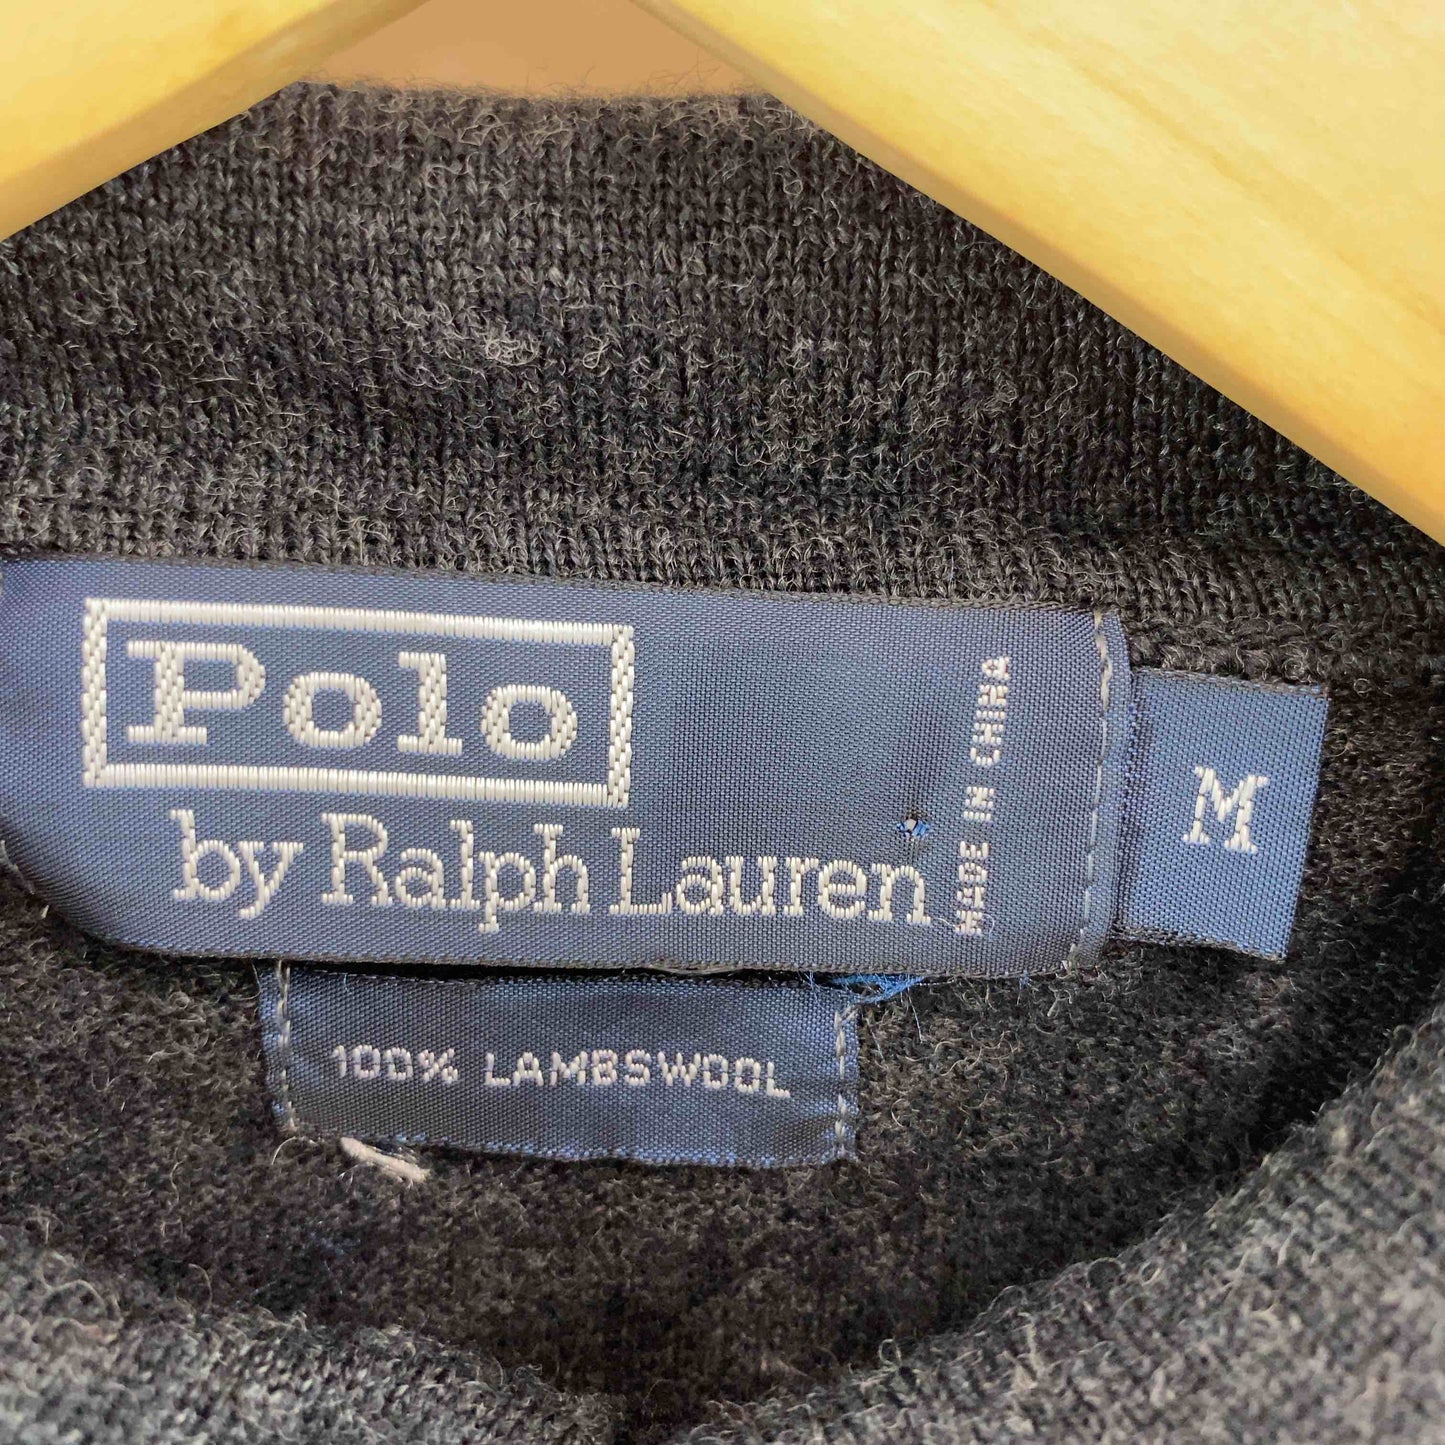 Polo
by Ralph Lauren
MADE IN CHINA
M
100% LAMBSWOOL